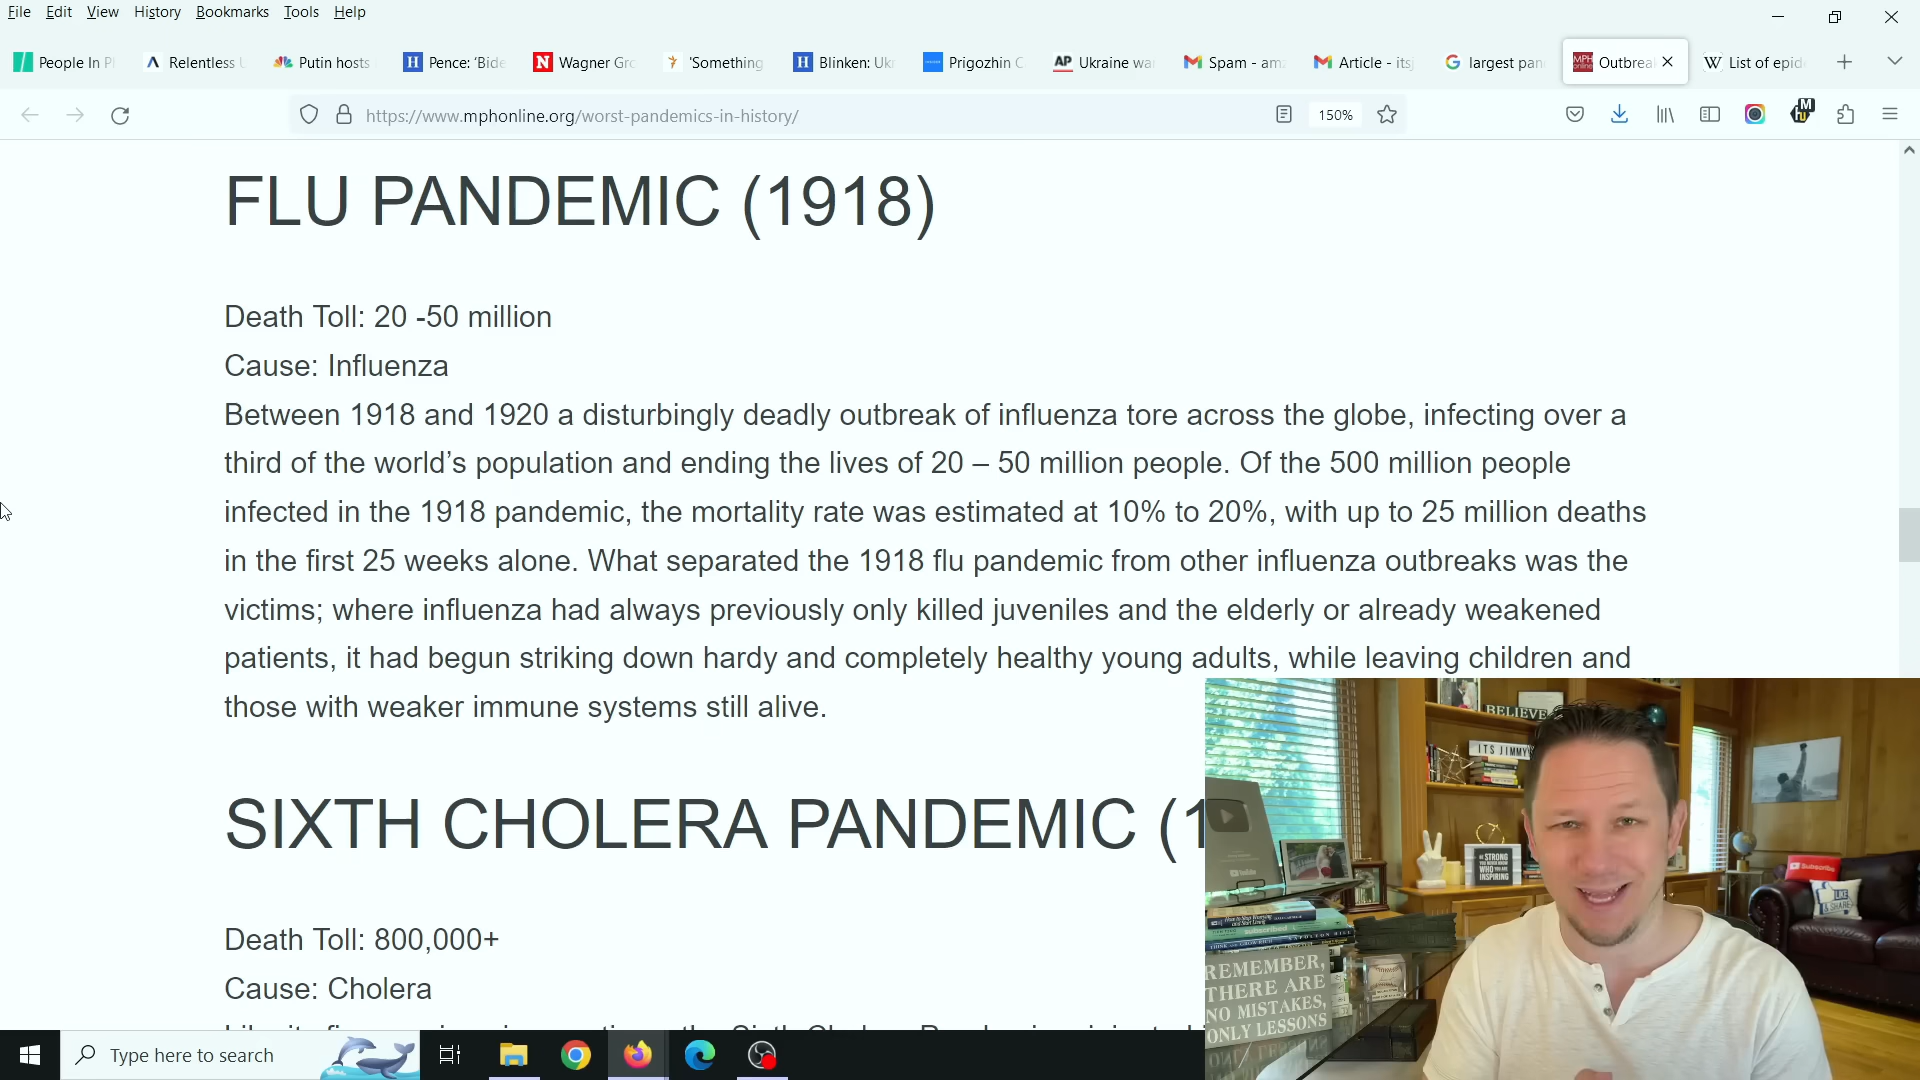 File Edit View History Bookmarks Tools Help
People In Pl
Relentless U
Putin hosts
Pence: ‘Bide
Wagner Gro
'Something
Blinken: Ukr
Prigozhin C
Ukraine war
Spam - ama
Article - itsj
largest pan
Outbrea
List of epide
https://www.mphonline.org/worst-pandemics-in-history/
150%
FLU PANDEMIC (1918)
Death Toll: 20 -50 million
Cause: Influenza
Between 1918 and 1920 a disturbingly deadly outbreak of influenza tore across the globe, infecting over a
third of the world’s population and ending the lives of 20 – 50 million people. Of the 500 million people
infected in the 1918 pandemic, the mortality rate was estimated at 10% to 20%, with up to 25 million deaths
in the first 25 weeks alone. What separated the 1918 flu pandemic from other influenza outbreaks was the
victims; where influenza had always previously only killed juveniles and the elderly or already weakened
patients, it had begun striking down hardy and completely healthy young adults, while leaving children and
those with weaker immune systems still alive.
SIXTH CHOLERA PANDEMIC (1
Death Toll: 800,000+
Cause: Cholera
BELIEVE
ITS JIMMY
REMEMBER,
THERE ARE
NO MISTAKES,
ONLY LESSONS
Type here to search